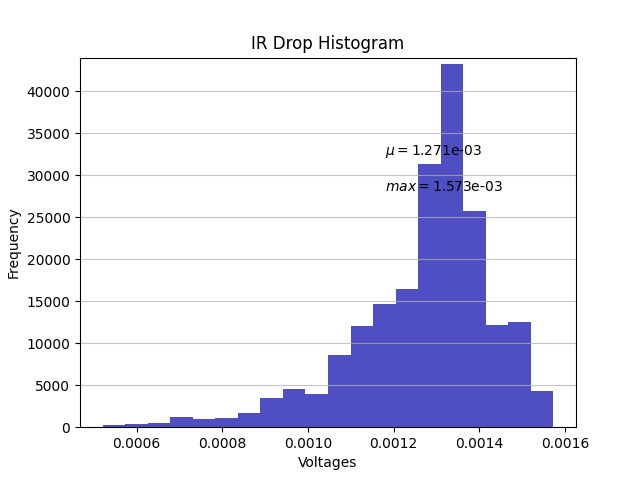 IR Drop Histogram
40000
35000
30000
25000
20000
15000
10000
5000
0
Frequency
μ = 1.271e-03
max = 1.573e-03
0.0006 0.0008 0.0010 0.0012 0.0014 0.0016
Voltages